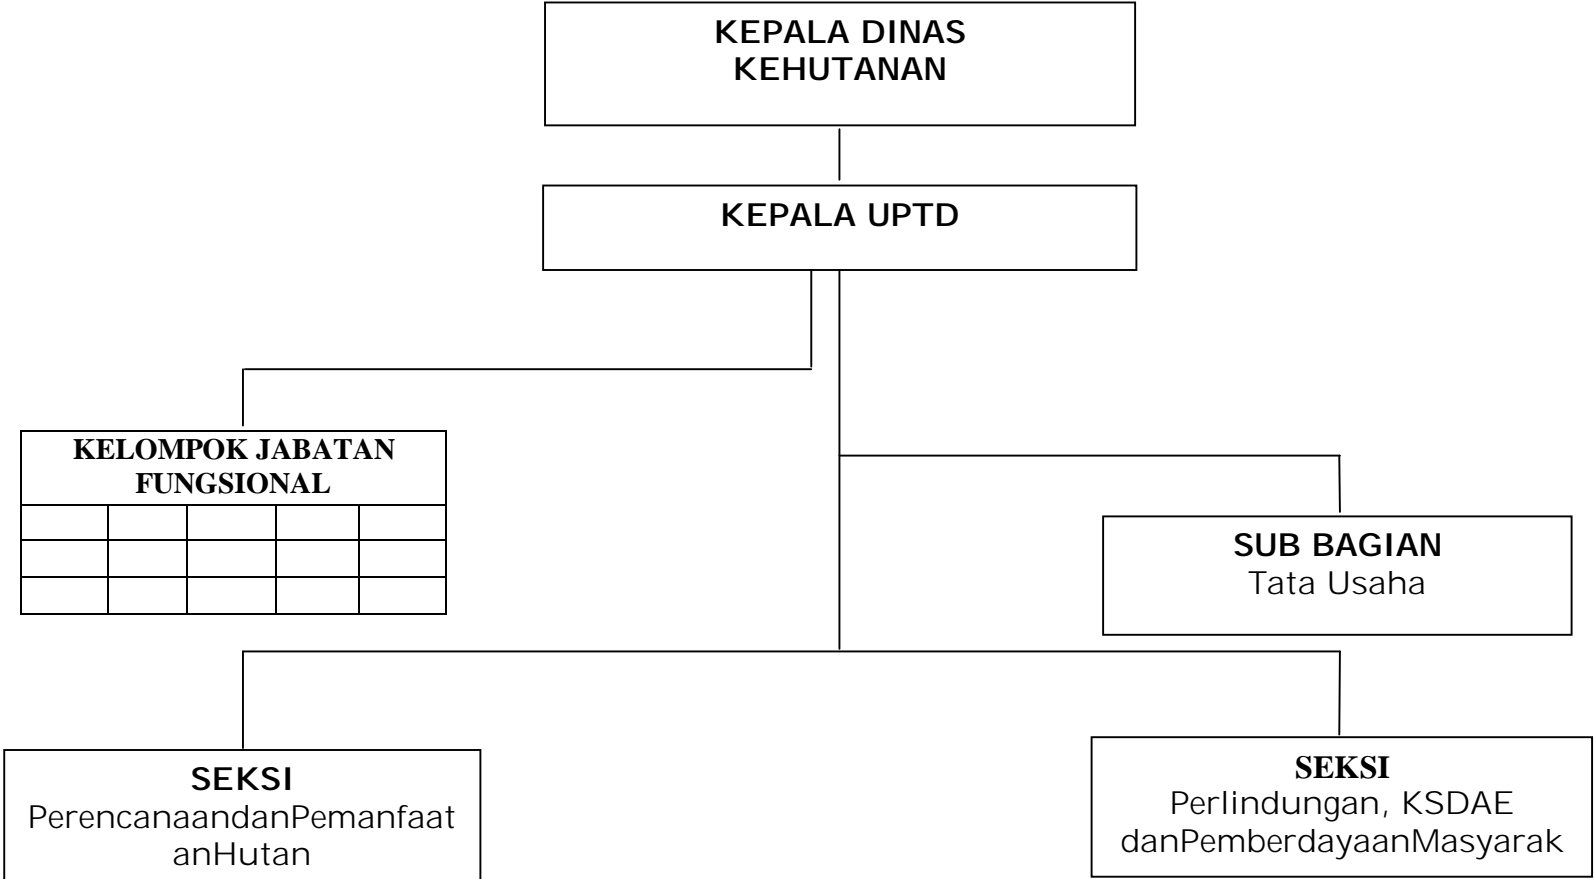 KEPALA DINAS
KEHUTANAN
KEPALA UPTD
KELOMPOK JABATAN
FUNGSIONAL
SUB BAGIAN
Tata Usaha
SEKSI
PerencanaandanPemanfaat
anHutan
SEKSI
Perlindungan, KSDAE
danPemberdayaanMasyarak